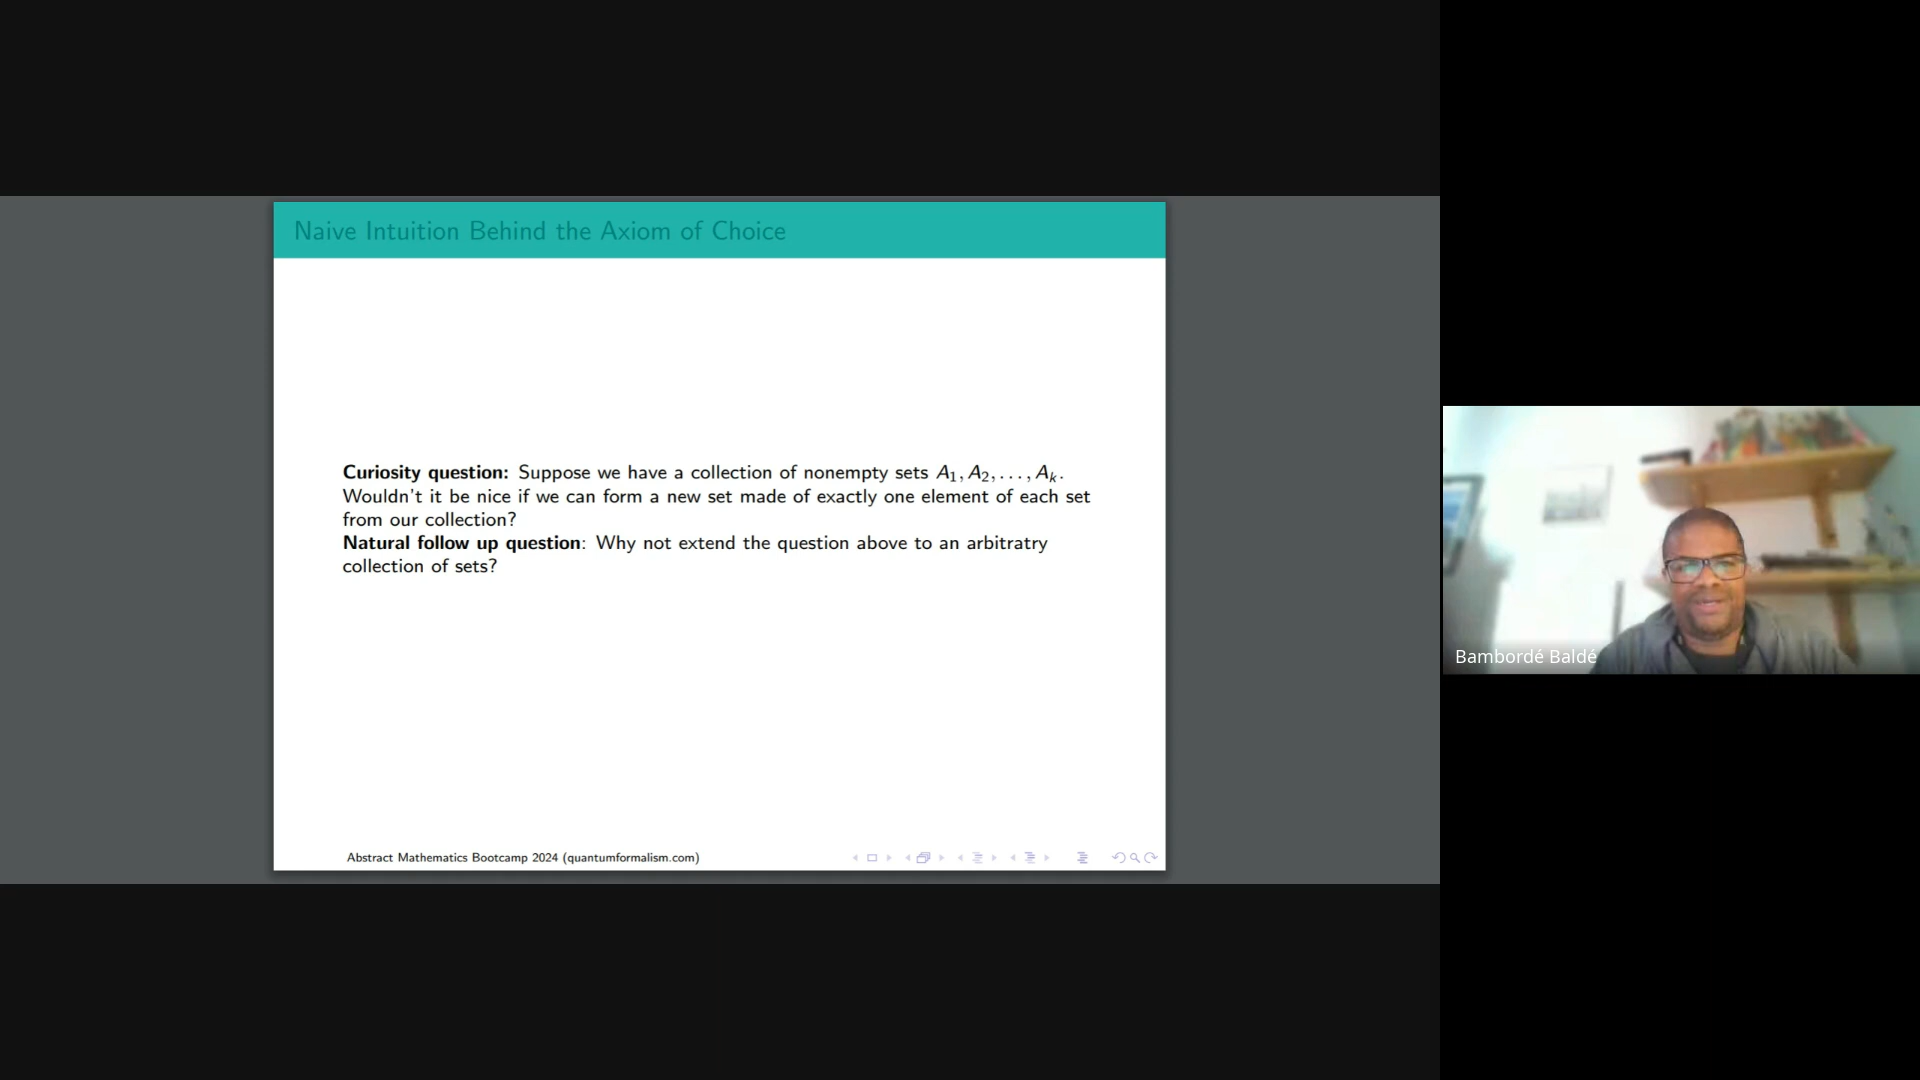 Naive Intuition Behind the Axiom of Choice
Curiosity question: Suppose we have a collection of nonempty sets A₁, A₂, . . . , Aₖ.
Wouldn't it be nice if we can form a new set made of exactly one element of each set
from our collection?
Natural follow up question: Why not extend the question above to an arbitratry
collection of sets?
Abstract Mathematics Bootcamp 2024 (quantumformalism.com)
Bambordé Baldé